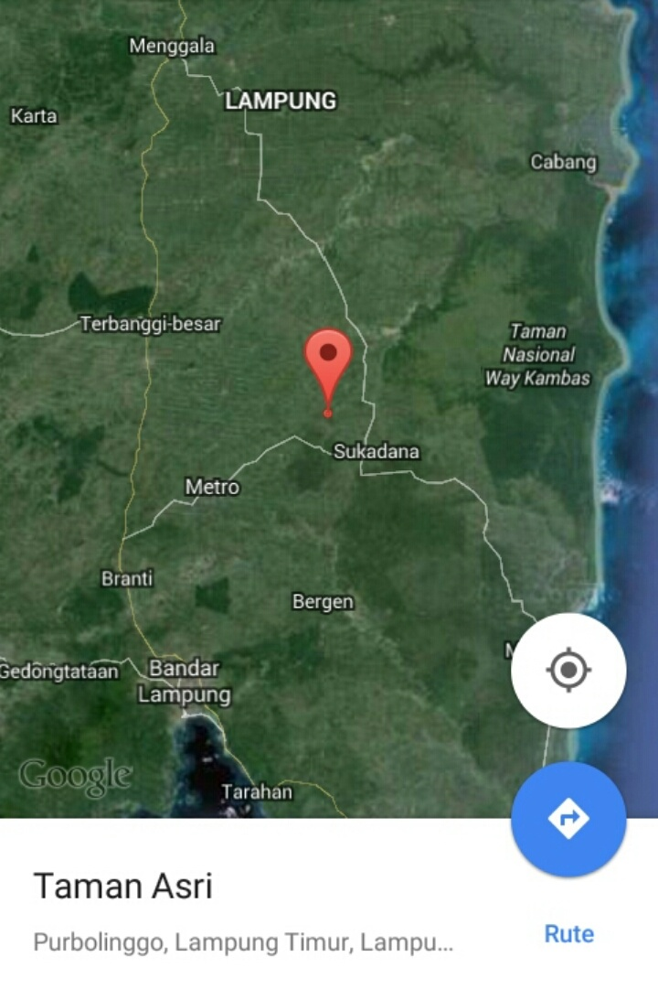 Menggala
LAMPUNG
Karta
Cabang
Terbanggi-besar
Taman
Nasional
Way Kambas
Sukadana
Metro
Branti
Bergen
Gedongtataan
Bandar
Lampung
Google
Tarahan
Taman Asri
Purbolinggo, Lampung Timur, Lampu...
Rute